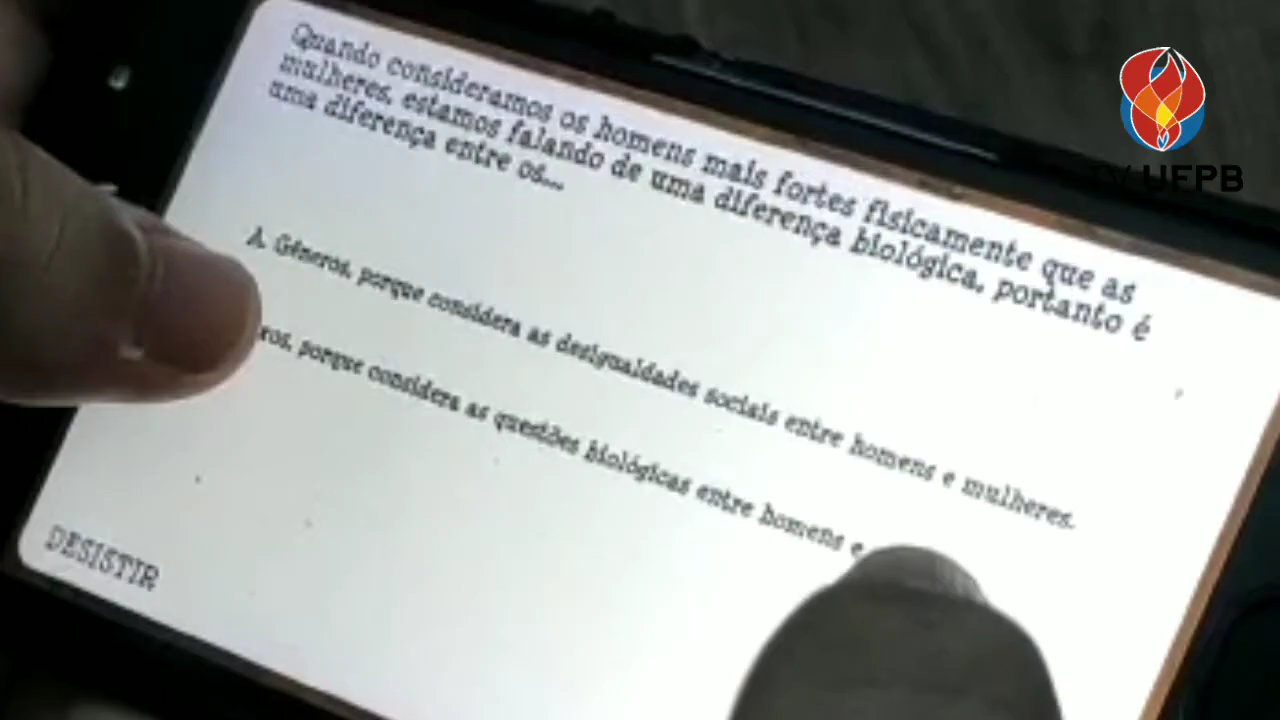 Quando consideramos os homens mais fortes fisicamente que as
mulheres, estamos falando de uma diferença biológica, portanto é
uma diferença entre os...
A. Gêneros, porque considera as desigualdades sociais entre homens e mulheres.
xos, porque considera as questões biológicas entre homens e
DESISTIR
TV UFPB